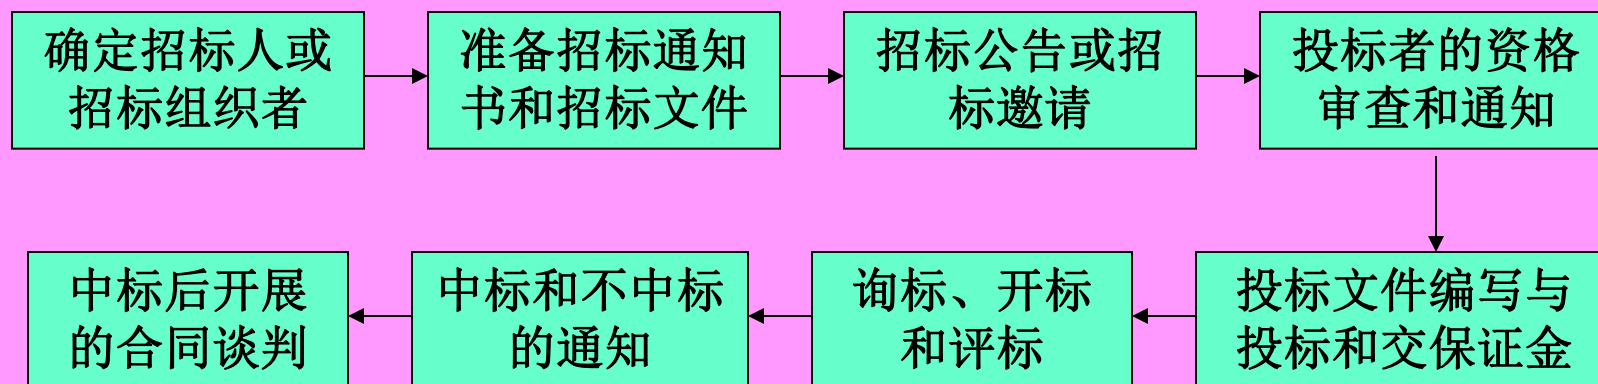 确定招标人或
招标组织者
准备招标通知
书和招标文件
招标公告或招
标邀请
投标者的资格
审查和通知
投标文件编写与
投标和交保证金
询标、开标
和评标
中标和不中标
的通知
中标后开展
的合同谈判